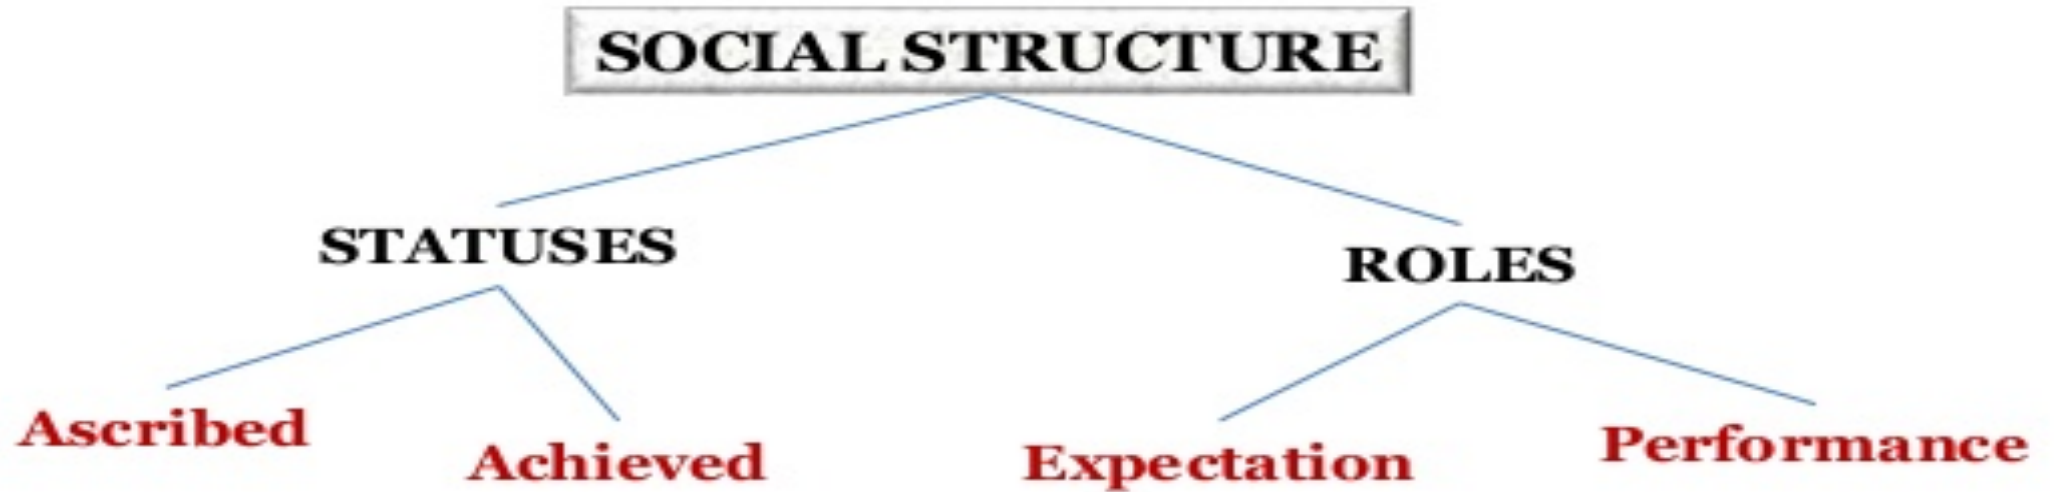 SOCIAL STRUCTURE
STATUSES
ROLES
Ascribed
Achieved
Expectation
Performance